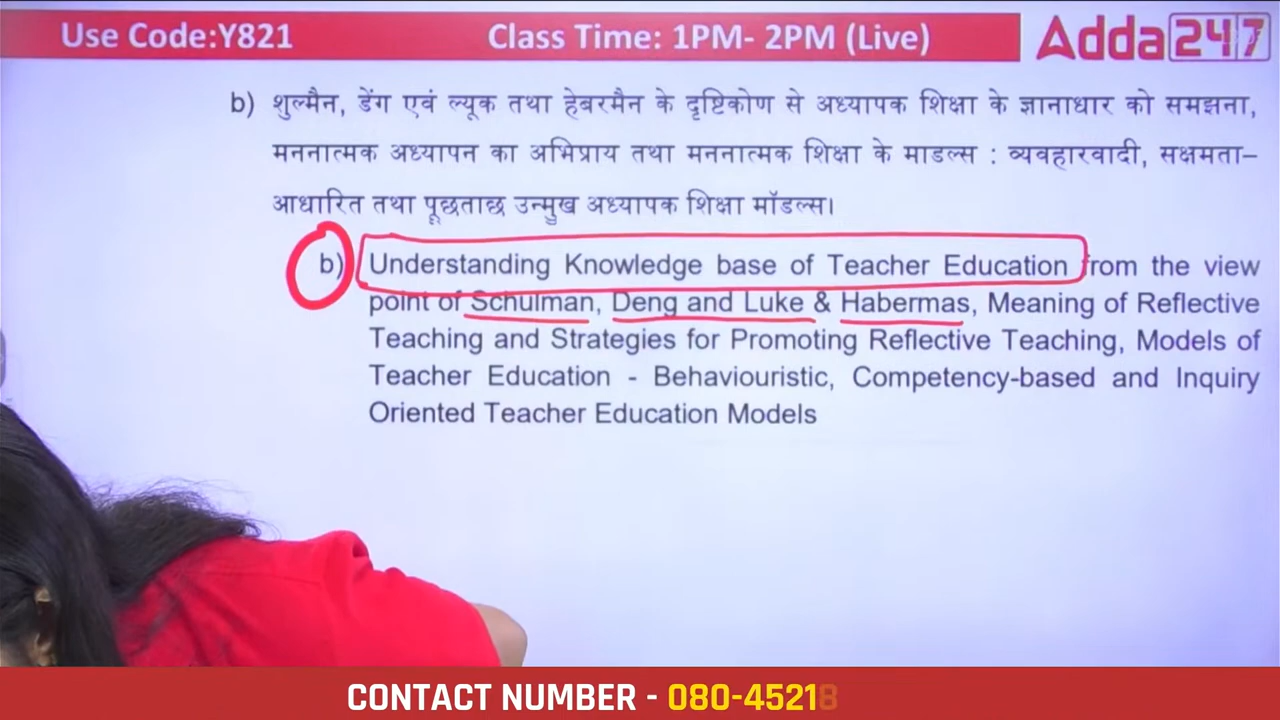 Use Code:Y821 Class Time: 1PM- 2PM (Live) Adda247
b) शुल्मैन, डेंग एवं ल्यूक तथा हेबरमैन के दृष्टिकोण से अध्यापक शिक्षा के ज्ञानाधार को समझना,
मननात्मक अध्यापन का अभिप्राय तथा मननात्मक शिक्षा के माडल्स : व्यवहारवादी, सक्षमता–
आधारित तथा पूछताछ उन्मुख अध्यापक शिक्षा मॉडल्स।
b) Understanding Knowledge base of Teacher Education from the view
point of Schulman, Deng and Luke & Habermas, Meaning of Reflective
Teaching and Strategies for Promoting Reflective Teaching, Models of
Teacher Education - Behaviouristic, Competency-based and Inquiry
Oriented Teacher Education Models
CONTACT NUMBER - 080-45218